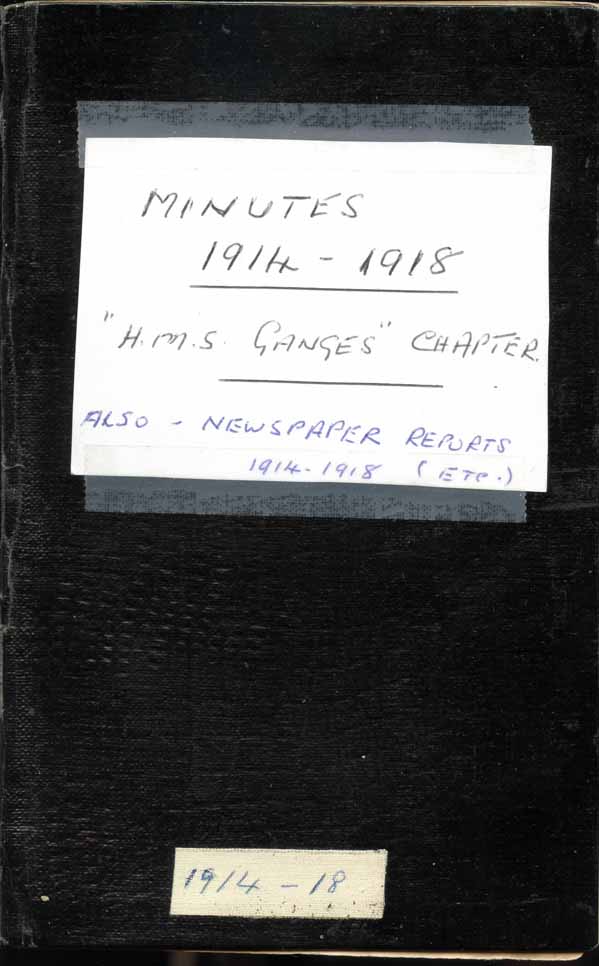 MINUTES
1914 - 1918
"H.M.S. GANGES" CHAPTER.
ALSO - NEWSPAPER REPORTS
1914-1918 (ETC.)
1914 - 18